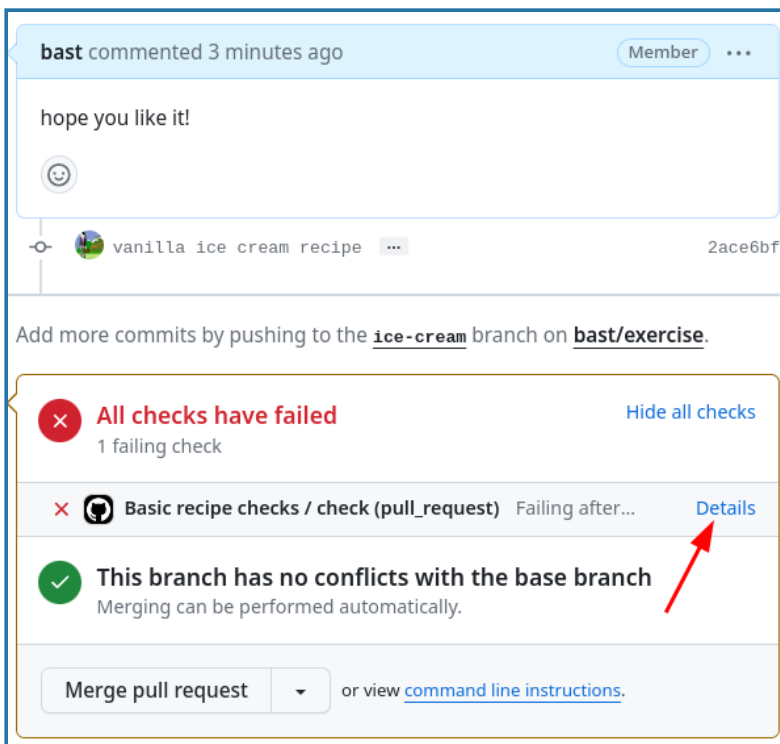 bast commented 3 minutes ago Member ...
hope you like it!
vanilla ice cream recipe ... 2ace6bf
Add more commits by pushing to the ice-cream branch on bast/exercise.
All checks have failed Hide all checks
1 failing check
Basic recipe checks / check (pull_request) Failing after... Details
This branch has no conflicts with the base branch
Merging can be performed automatically.
Merge pull request or view command line instructions.